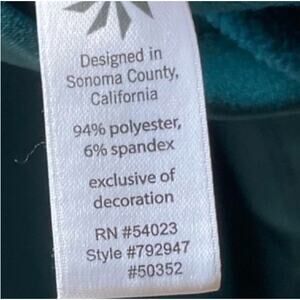 Designed in
Sonoma County,
California
94% polyester,
6% spandex
exclusive of
decoration
RN #54023
Style #792947
#50352